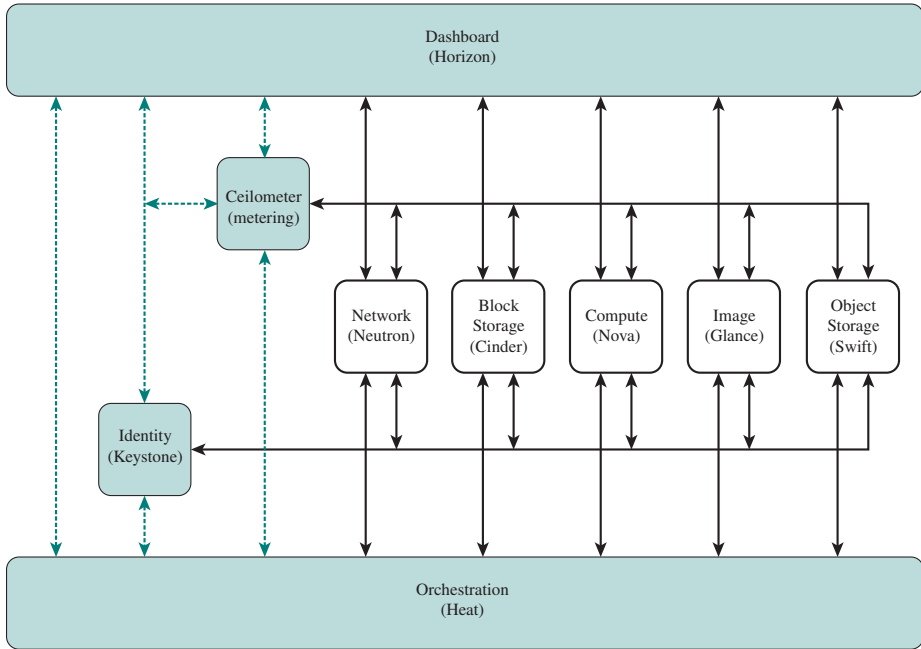 Dashboard
(Horizon)
Ceilometer
(metering)
Network
(Neutron)
Block
Storage
(Cinder)
Compute
(Nova)
Image
(Glance)
Object
Storage
(Swift)
Identity
(Keystone)
Orchestration
(Heat)